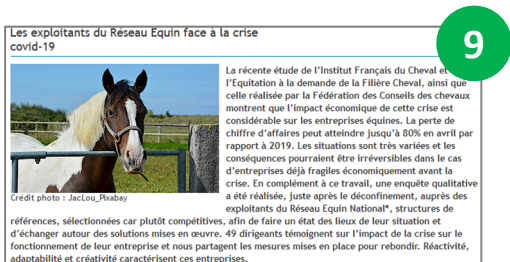 Les exploitants du Réseau Equin face à la crise
covid-19
9
La récente étude de l'Institut Français du Cheval et
l'Equitation à la demande de la Filière Cheval, ainsi que
celle réalisée par la Fédération des Conseils des chevaux
montrent que l'impact économique de cette crise est
considérable sur les entreprises équines. La perte de
chiffre d'affaires peut atteindre jusqu'à 80% en avril par
rapport à 2019. Les situations sont très variées et les
conséquences pourraient être irréversibles dans le cas
d'entreprises déjà fragiles économiquement avant la
crise. En complément à ce travail, une enquête qualitative
a été réalisée, juste après le déconfinement, auprès des
exploitants du Réseau Equin National*, structures de
Crédit photo : JacLou_Pixabay
références, sélectionnées car plutôt compétitives, afin de faire un état des lieux de leur situation et
d'échanger autour des solutions mises en œuvre. 49 dirigeants témoignent sur l'impact de la crise sur le
fonctionnement de leur entreprise et nous partagent les mesures mises en place pour rebondir. Réactivité,
adaptabilité et créativité caractérisent ces entreprises.